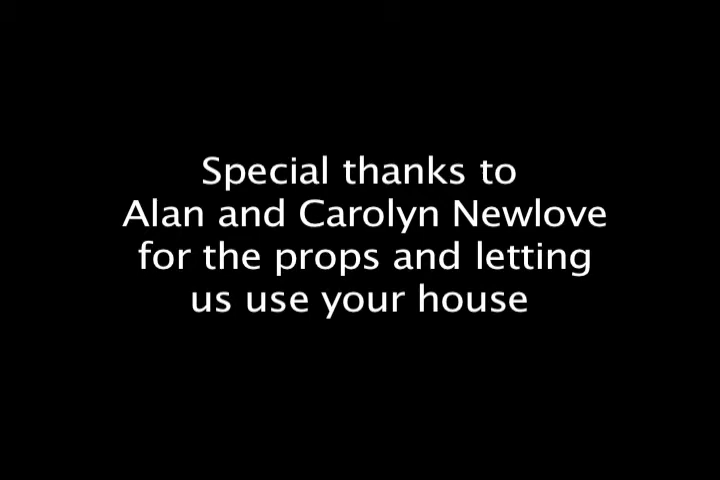 Special thanks to
Alan and Carolyn Newlove
for the props and letting
us use your house